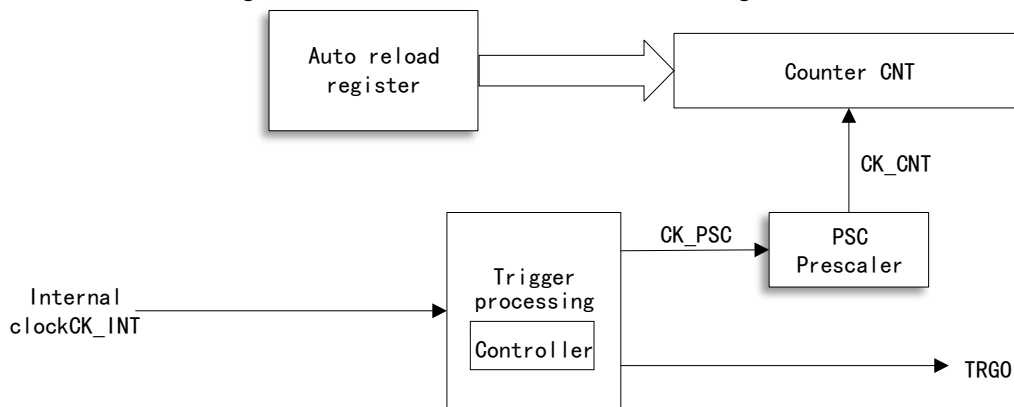 Auto reload
register
Counter CNT
CK_CNT
CK_PSC
PSC
Prescaler
Trigger
processing
Controller
Internal
clockCK_INT
TRGO